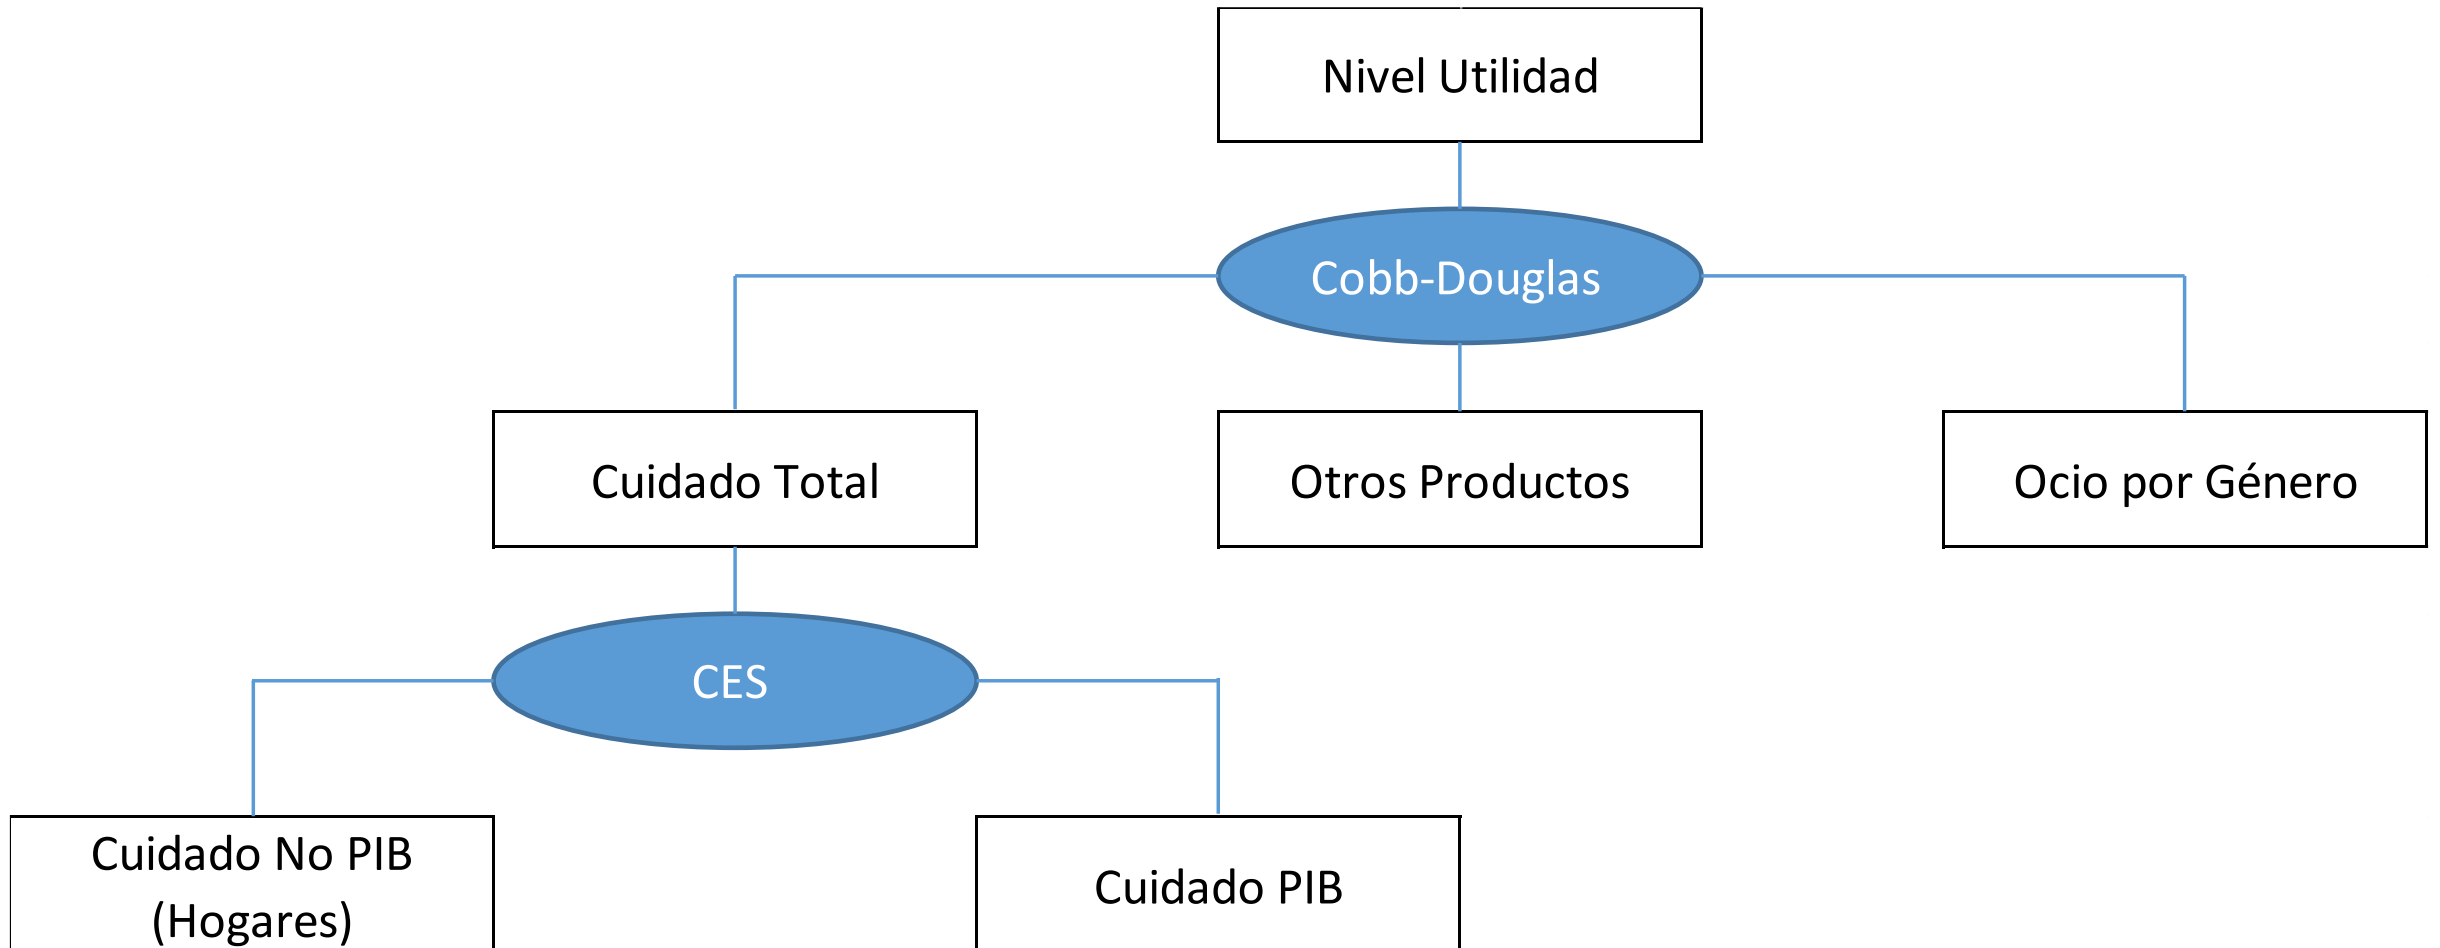 Nivel Utilidad
Cobb-Douglas
Cuidado Total
Otros Productos
Ocio por Género
CES
Cuidado No PIB
(Hogares)
Cuidado PIB